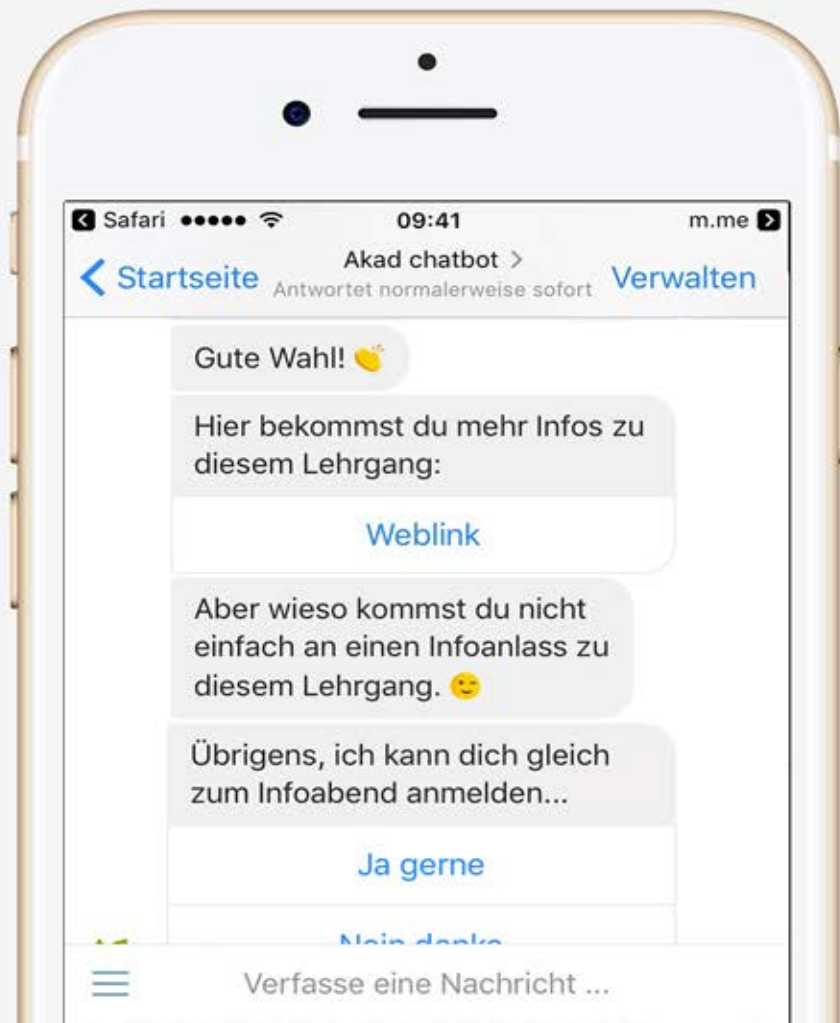 Safari 09:41 m.me
Startseite Akad chatbot Verwalten
Antwortet normalerweise sofort
Gute Wahl! 👏
Hier bekommst du mehr Infos zu
diesem Lehrgang:
Weblink
Aber wieso kommst du nicht
einfach an einen Infoanlass zu
diesem Lehrgang. 😉
Übrigens, ich kann dich gleich
zum Infoabend anmelden...
Ja gerne
Nein danke
Verfasse eine Nachricht ...